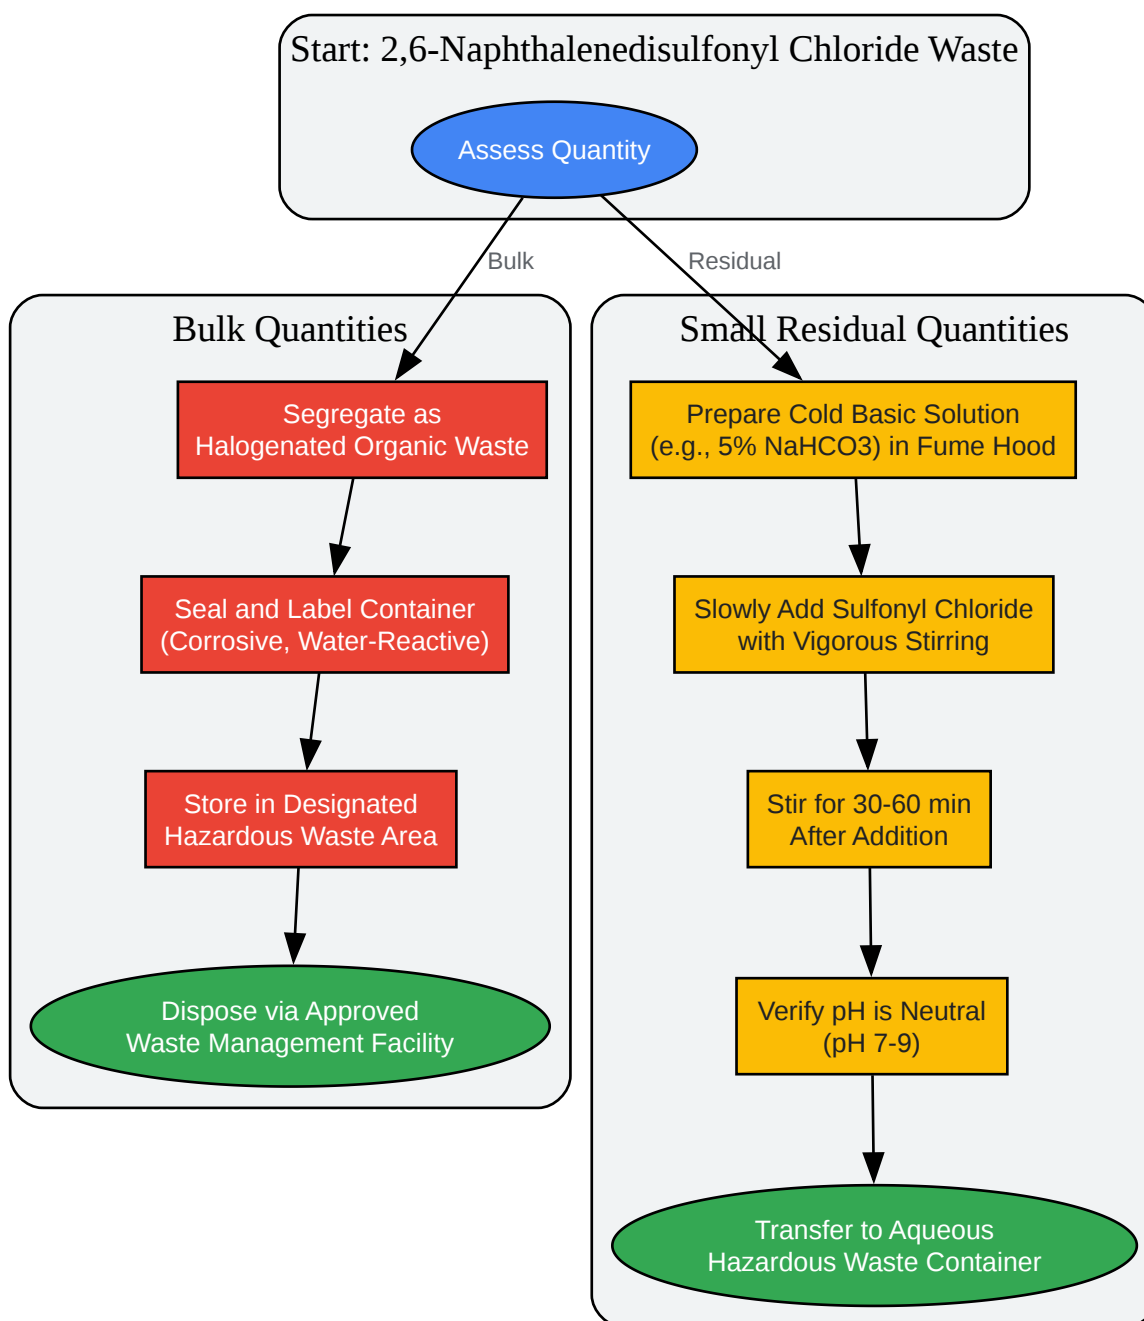 Start: 2,6-Naphthalenedisulfonyl Chloride Waste
Assess Quantity
Bulk
Residual
Bulk Quantities
Segregate as
Halogenated Organic Waste
Seal and Label Container
(Corrosive, Water-Reactive)
Store in Designated
Hazardous Waste Area
Dispose via Approved
Waste Management Facility
Small Residual Quantities
Prepare Cold Basic Solution
(e.g., 5% NaHCO3) in Fume Hood
Slowly Add Sulfonyl Chloride
with Vigorous Stirring
Stir for 30-60 min
After Addition
Verify pH is Neutral
(pH 7-9)
Transfer to Aqueous
Hazardous Waste Container